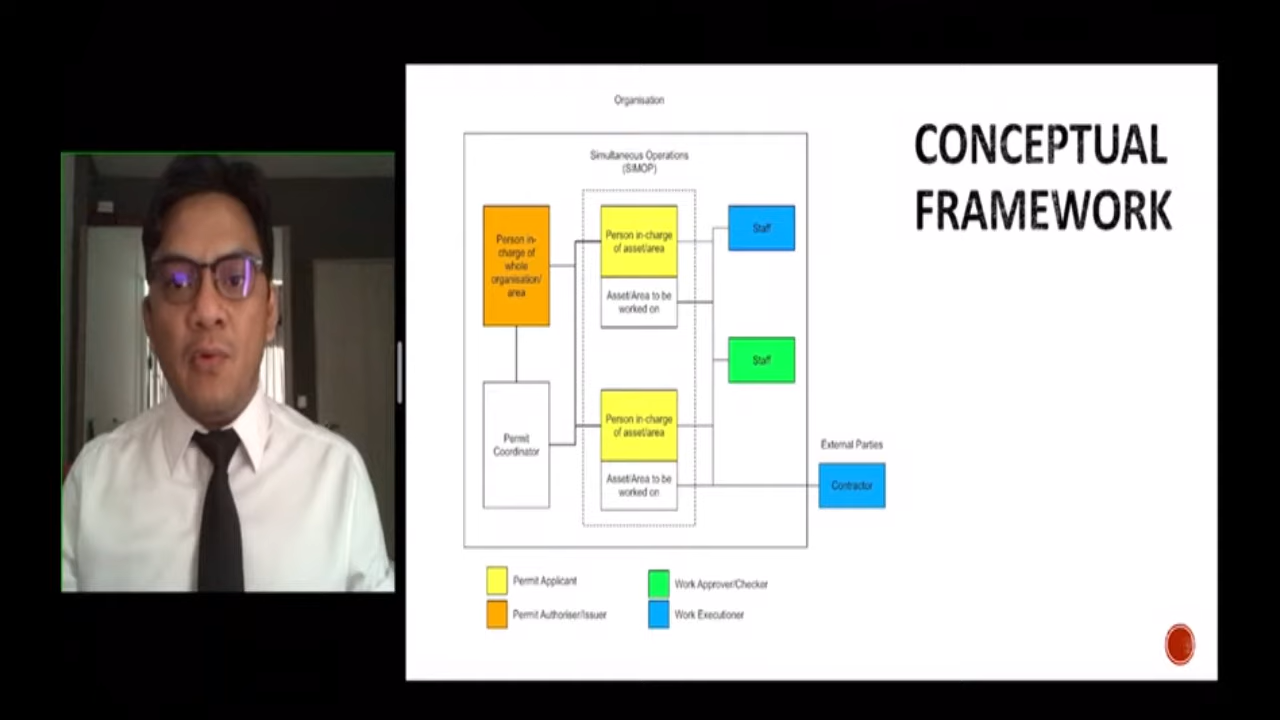 Organisation
CONCEPTUAL
FRAMEWORK
Simultaneous Operations
(SIMOP)
Person in-
charge of
whole
organisation/
area
Person in-charge
of asset/area
Asset/Area to be
worked on
Staff
Staff
Permit
Coordinator
Person in-charge
of asset/area
Asset/Area to be
worked on
External Parties
Contractor
Permit Applicant
Permit Authoriser/Issuer
Work Approver/Checker
Work Executioner